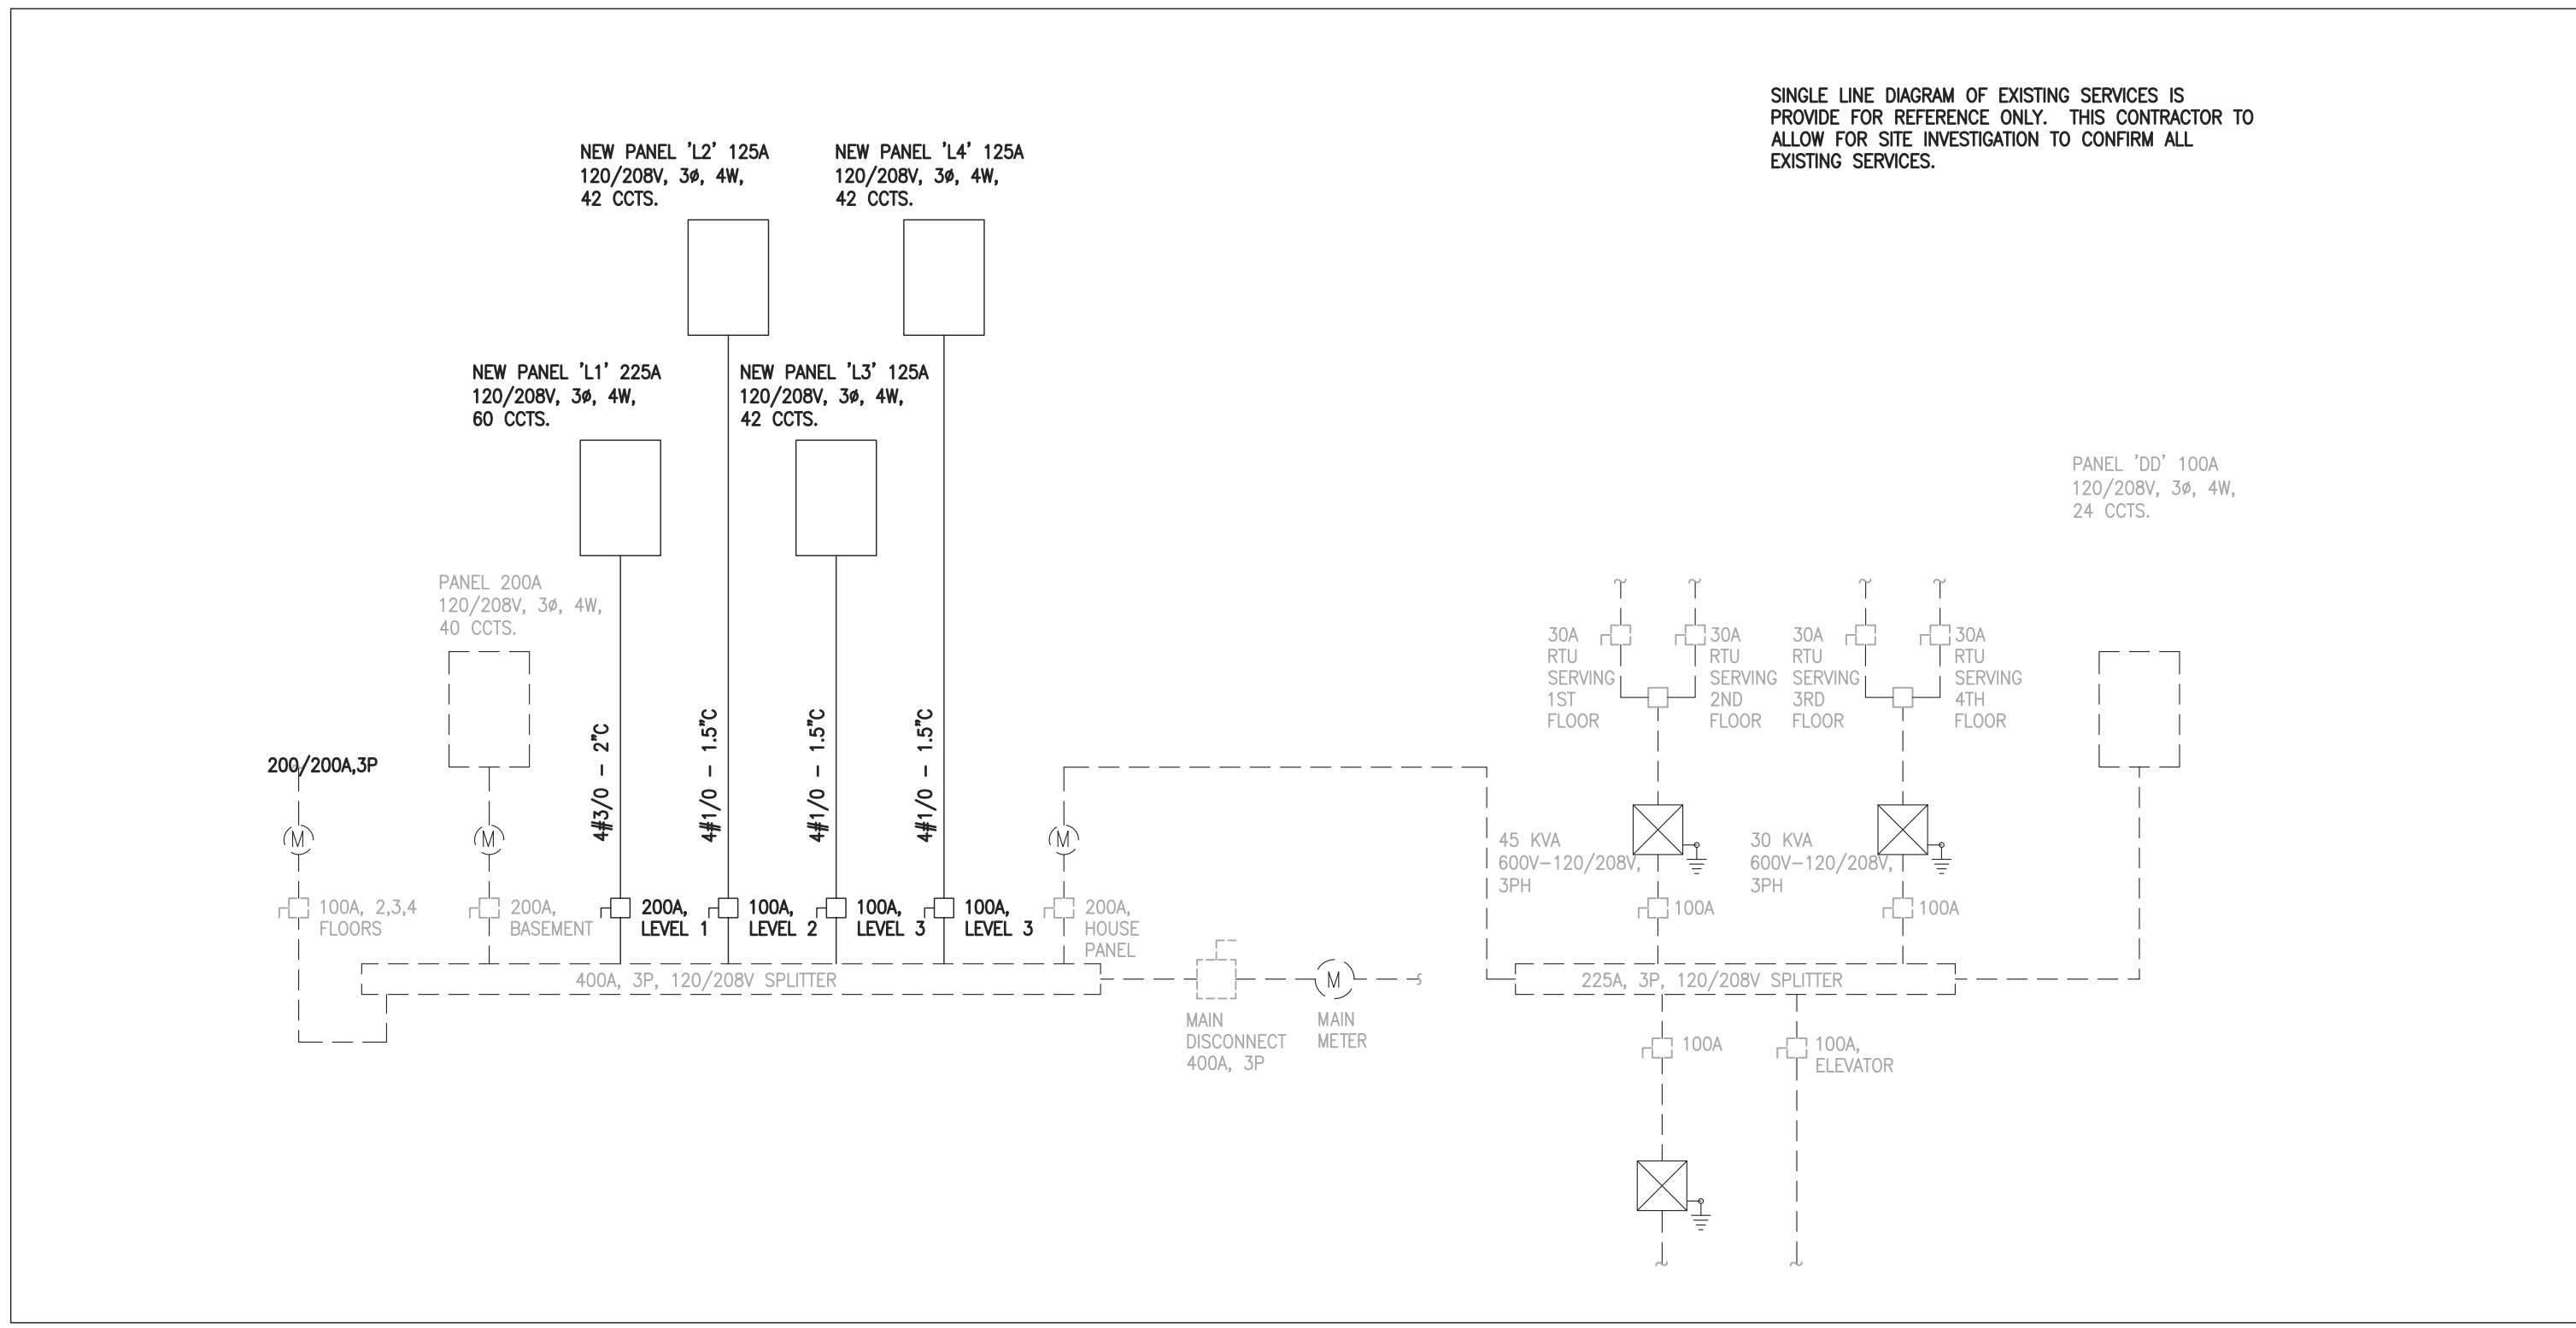 SINGLE LINE DIAGRAM OF EXISTING SERVICES IS
PROVIDE FOR REFERENCE ONLY. THIS CONTRACTOR TO
ALLOW FOR SITE INVESTIGATION TO CONFIRM ALL
EXISTING SERVICES.
NEW PANEL 'L2' 125A
120/208V, 3ø, 4W,
42 CCTS.
NEW PANEL 'L4' 125A
120/208V, 3ø, 4W,
42 CCTS.
NEW PANEL 'L1' 225A
120/208V, 3ø, 4W,
60 CCTS.
NEW PANEL 'L3' 125A
120/208V, 3ø, 4W,
42 CCTS.
PANEL 'DD' 100A
120/208V, 3ø, 4W,
24 CCTS.
PANEL 200A
120/208V, 3ø, 4W,
40 CCTS.
30A
RTU
SERVING
1ST
FLOOR
30A
RTU
SERVING
2ND
FLOOR
30A
RTU
SERVING
3RD
FLOOR
30A
RTU
SERVING
4TH
FLOOR
200/200A,3P
4#3/0 - 2"C
4#1/0 - 1.5"C
4#1/0 - 1.5"C
4#1/0 - 1.5"C
M
M
M
45 KVA
600V-120/208V,
3PH
30 KVA
600V-120/208V,
3PH
100A, 2,3,4
FLOORS
200A,
BASEMENT
200A,
LEVEL 1
100A,
LEVEL 2
100A,
LEVEL 3
100A,
LEVEL 3
200A,
HOUSE
PANEL
100A
100A
400A, 3P, 120/208V SPLITTER
M
225A, 3P, 120/208V SPLITTER
MAIN
DISCONNECT
400A, 3P
MAIN
METER
100A
100A,
ELEVATOR